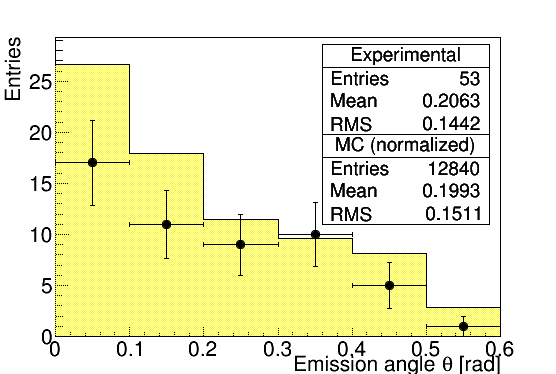 Entries
25
20
15
10
5
0
Experimental
Entries 53
Mean 0.2063
RMS 0.1442
MC (normalized)
Entries 12840
Mean 0.1993
RMS 0.1511
0 0.1 0.2 0.3 0.4 0.5 0.6
Emission angle θ [rad]